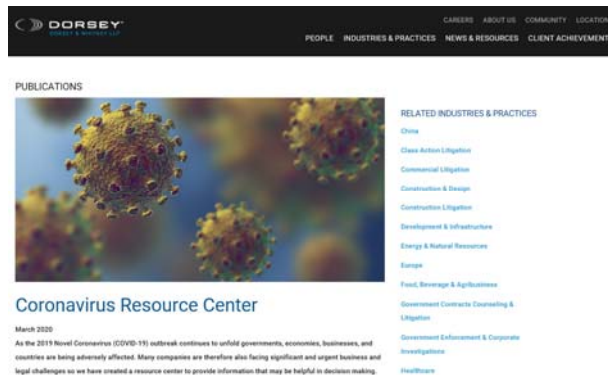 DORSEY
DORSEY & WHITNEY LLP
CAREERS ABOUT US COMMUNITY LOCATION
PEOPLE INDUSTRIES & PRACTICES NEWS & RESOURCES CLIENT ACHIEVEMENT
PUBLICATIONS
Coronavirus Resource Center
March 2020
As the 2019 Novel Coronavirus (COVID-19) outbreak continues to unfold governments, economies, businesses, and
countries are being adversely affected. Many companies are therefore also facing significant and urgent business and
legal challenges so we have created a resource center to provide information that may be helpful in decision making.
RELATED INDUSTRIES & PRACTICES
China
Class Action Litigation
Commercial Litigation
Construction & Design
Construction Litigation
Development & Infrastructure
Energy & Natural Resources
Europe
Food, Beverage & Agribusiness
Government Contracts Counseling &
Litigation
Government Enforcement & Corporate
Investigations
Healthcare